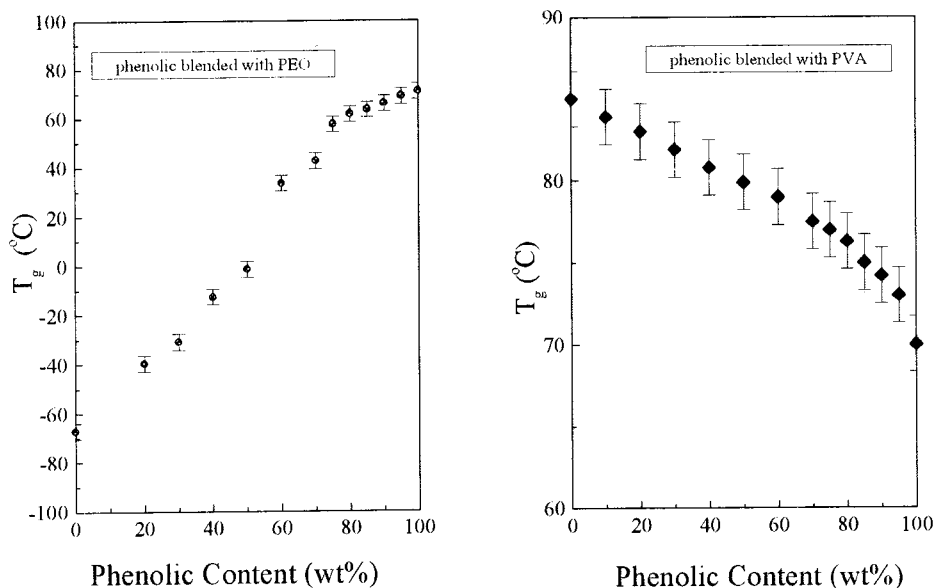 100
80
60
40
20
0
-20
-40
-60
-80
-100
T_g (°C)
phenolic blended with PEO
0 20 40 60 80 100
Phenolic Content (wt%)
90
80
70
60
T_g (°C)
phenolic blended with PVA
0 20 40 60 80 100
Phenolic Content (wt%)